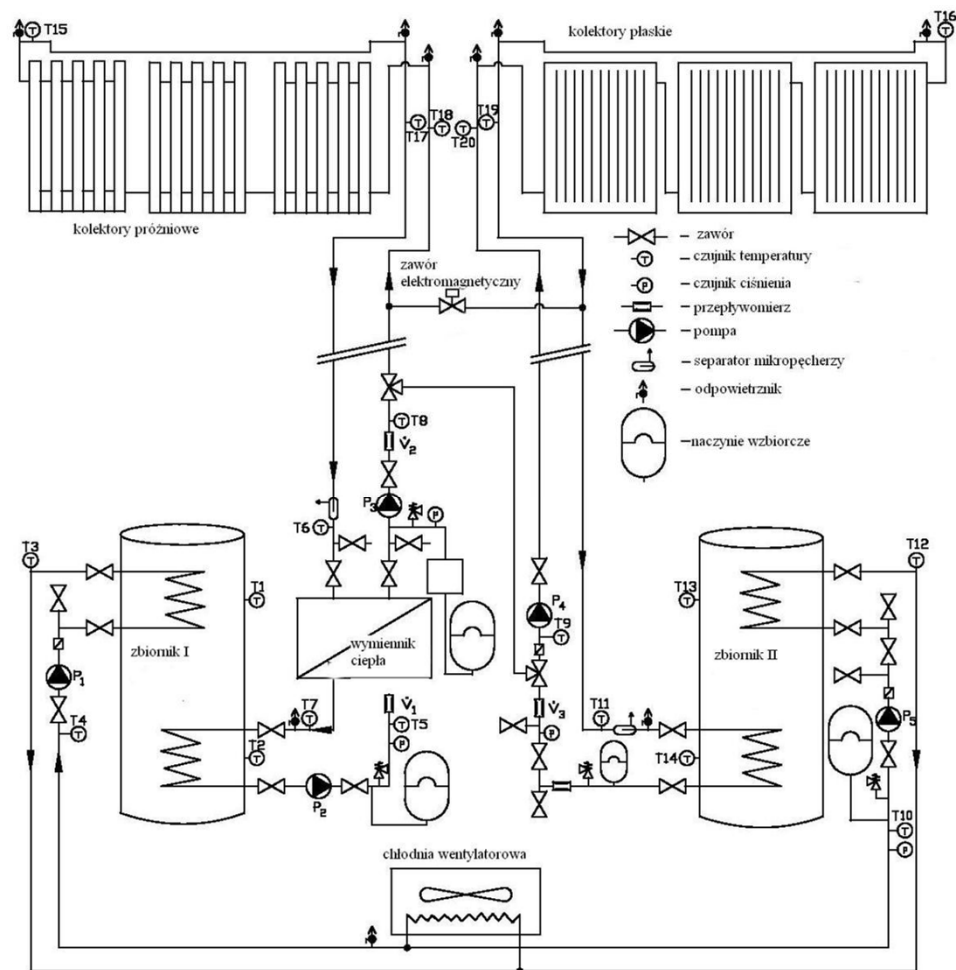 T15
kolektory płaskie
T16
T18
T17
T19
T20
kolektory próżniowe
zawór
elektromagnetyczny
– zawór
T – czujnik temperatury
P – czujnik ciśnienia
– przepływomierz
– pompa
– separator mikropęcherzy
– odpowietrznik
– naczynie wzbiorcze
T8
V̇2
P3
T6
P
T3
T1
zbiornik I
P1
T4
T2
T7
wymiennik
ciepła
V̇1
T5
P
P2
P4
T9
V̇3
P
T11
T12
T13
zbiornik II
T14
P5
T10
P
chłodnia wentylatorowa